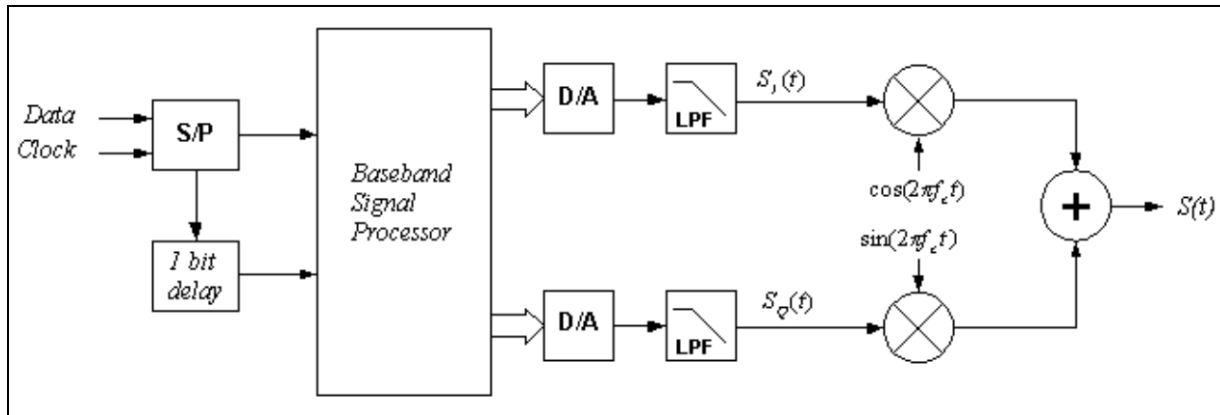 Data
Clock
S/P
1 bit
delay
Baseband
Signal
Processor
D/A
LPF
S_I(t)
cos(2πf_c t)
sin(2πf_c t)
+
S(t)
D/A
LPF
S_Q(t)